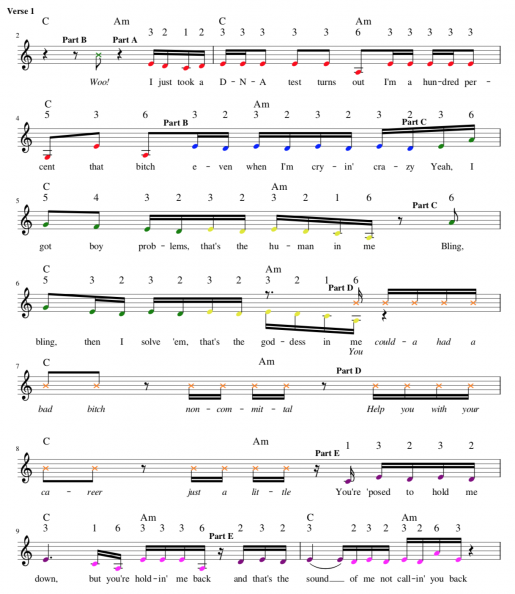 Verse 1
C Am C Am
3 2 1 2 3 3 3 3 3 6 3 3 3 3 3
2 Part B Part A
Woo! I just took a D - N - A test turns out I'm a hun - dred per -
C Am
5 3 6 3 2 3 2 3 2 3 2 3 6
4 Part B Part C
cent that bitch e - ven when I'm cry - in' cra - zy Yeah, I
C Am
5 4 3 2 3 2 3 2 1 6 6
5 Part C
got boy prob - lems, that's the hu - man in me Bling,
C Am
5 3 2 3 2 3 2 3 2 1 6
6 Part D
bling, then I solve 'em, that's the god - dess in me
You could - a had a
C Am
7 Part D
bad bitch non - com - mit - tal Help you with your
C Am
1 3 2 3 2
8 Part E
ca - reer just a lit - tle You're 'posed to hold me
C Am C Am
3 1 6 3 3 3 6 2 3 2 3 2 3 2 3 2 6 3
9 Part E 10
down, but you're hold - in' me back and that's the sound of me not call - in' you back